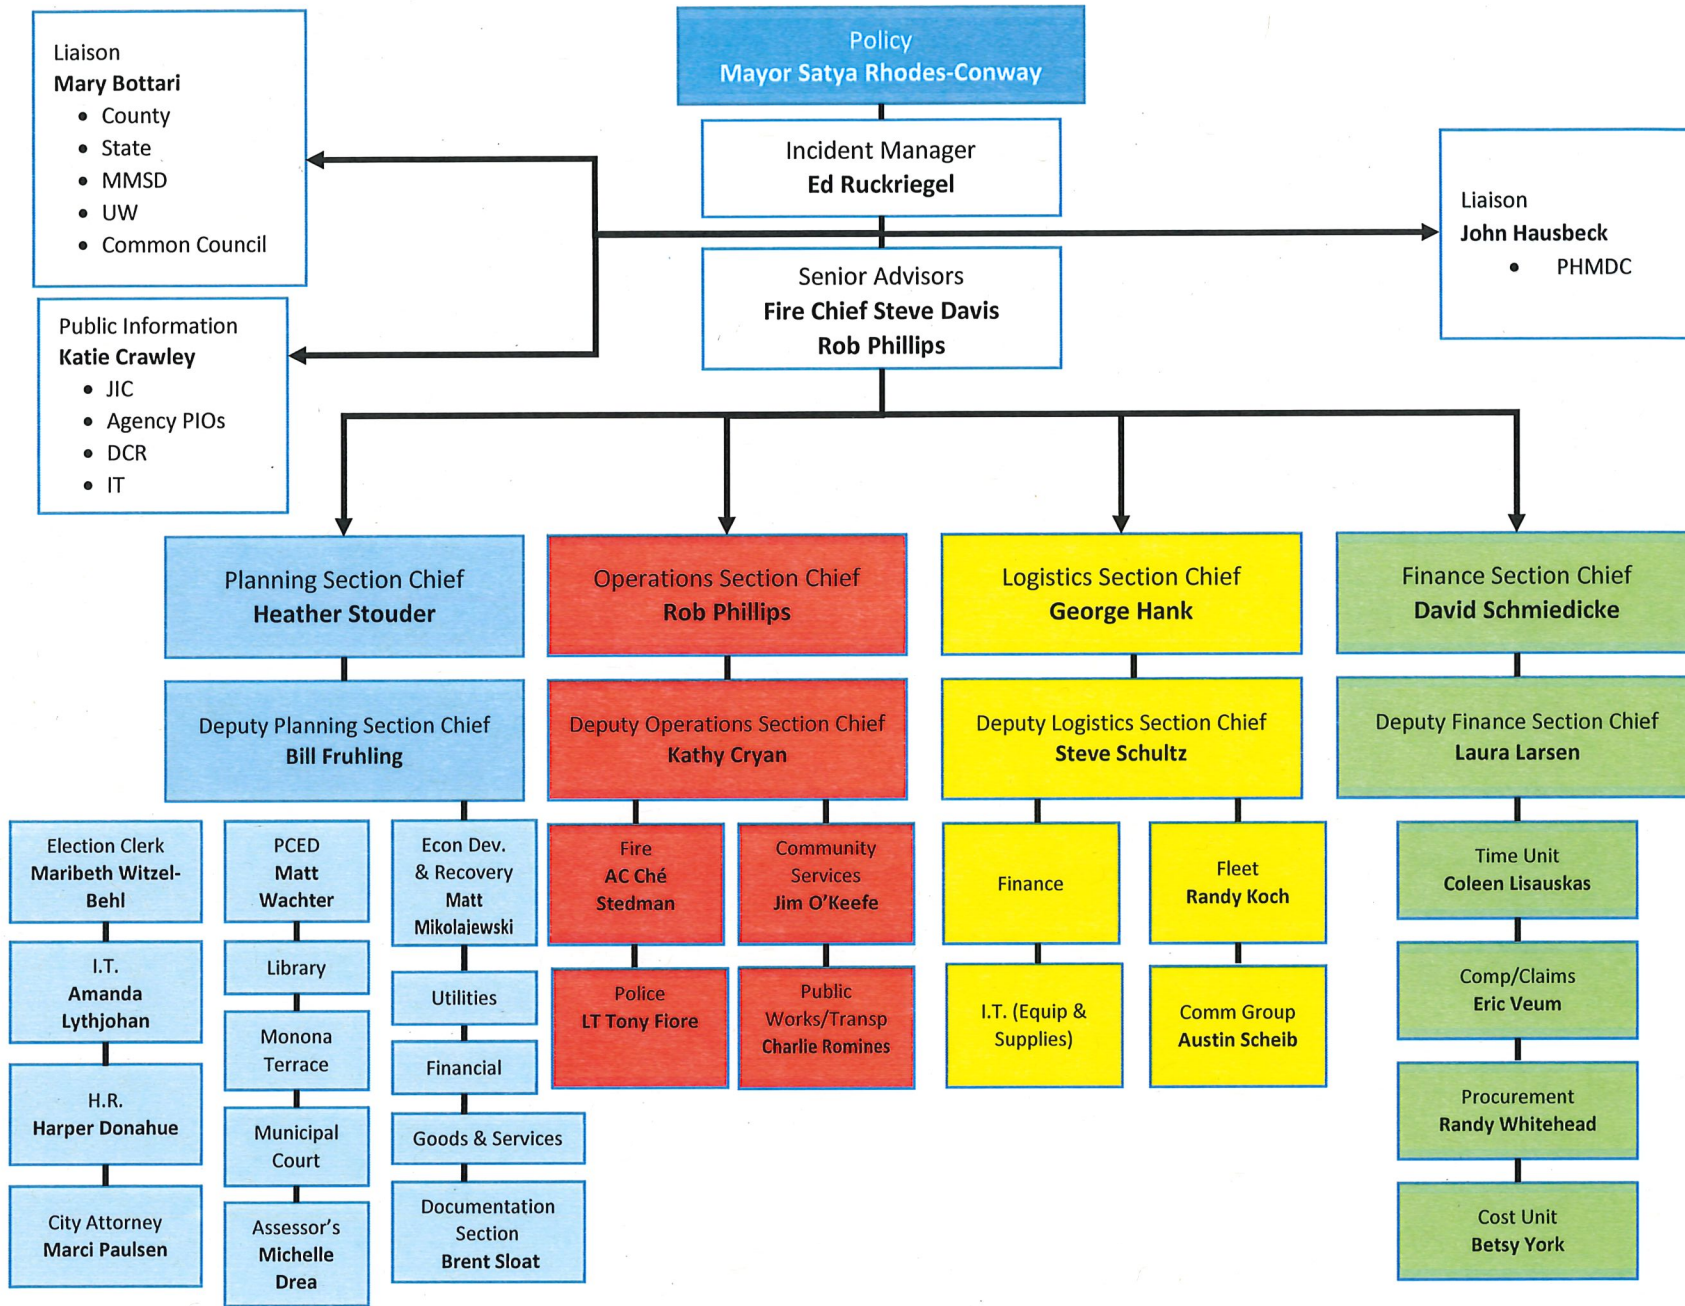 Policy
Mayor Satya Rhodes-Conway
Liaison
Mary Bottari
• County
• State
• MMSD
• UW
• Common Council
Incident Manager
Ed Ruckriegel
Liaison
John Hausbeck
• PHMDC
Senior Advisors
Fire Chief Steve Davis
Rob Phillips
Public Information
Katie Crawley
• JIC
• Agency PIOs
• DCR
• IT
Planning Section Chief
Heather Stouder
Operations Section Chief
Rob Phillips
Logistics Section Chief
George Hank
Finance Section Chief
David Schmiedicke
Deputy Planning Section Chief
Bill Fruhling
Deputy Operations Section Chief
Kathy Cryan
Deputy Logistics Section Chief
Steve Schultz
Deputy Finance Section Chief
Laura Larsen
Election Clerk
Maribeth Witzel-
Behl
I.T.
Amanda
Lythjohan
H.R.
Harper Donahue
City Attorney
Marci Paulsen
PCED
Matt
Wachter
Library
Monona
Terrace
Municipal
Court
Assessor's
Michelle
Drea
Econ Dev.
& Recovery
Matt
Mikolajewski
Utilities
Financial
Goods & Services
Documentation
Section
Brent Sloat
Fire
AC Ché
Stedman
Police
LT Tony Fiore
Community
Services
Jim O'Keefe
Public
Works/Transp
Charlie Romines
Finance
I.T. (Equip &
Supplies)
Fleet
Randy Koch
Comm Group
Austin Scheib
Time Unit
Coleen Lisauskas
Comp/Claims
Eric Veum
Procurement
Randy Whitehead
Cost Unit
Betsy York